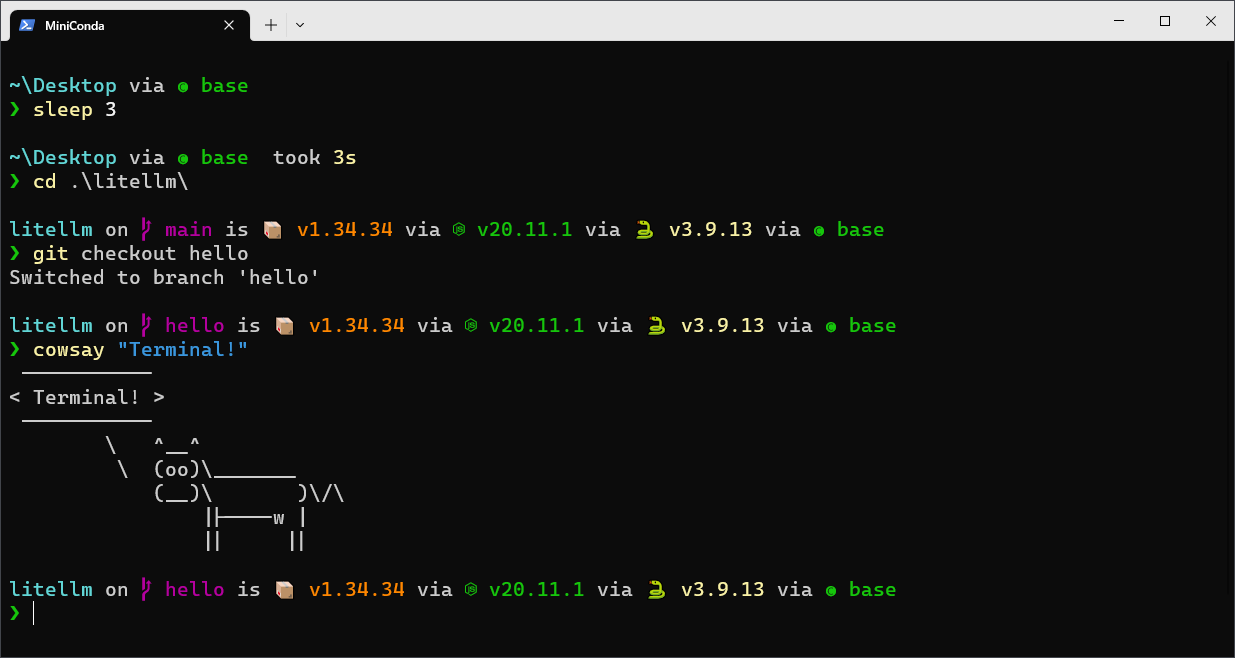 MiniConda
~\Desktop via base
❯ sleep 3
~\Desktop via base took 3s
❯ cd .\litellm\
litellm on main is 📦 v1.34.34 via v20.11.1 via 🐍 v3.9.13 via base
❯ git checkout hello
Switched to branch 'hello'
litellm on hello is 📦 v1.34.34 via v20.11.1 via 🐍 v3.9.13 via base
❯ cowsay "Terminal!"
 ___________
< Terminal! >
 -----------
        \   ^__^
         \  (oo)\_______
            (__)\       )\/\
                ||----w |
                ||     ||
litellm on hello is 📦 v1.34.34 via v20.11.1 via 🐍 v3.9.13 via base
❯